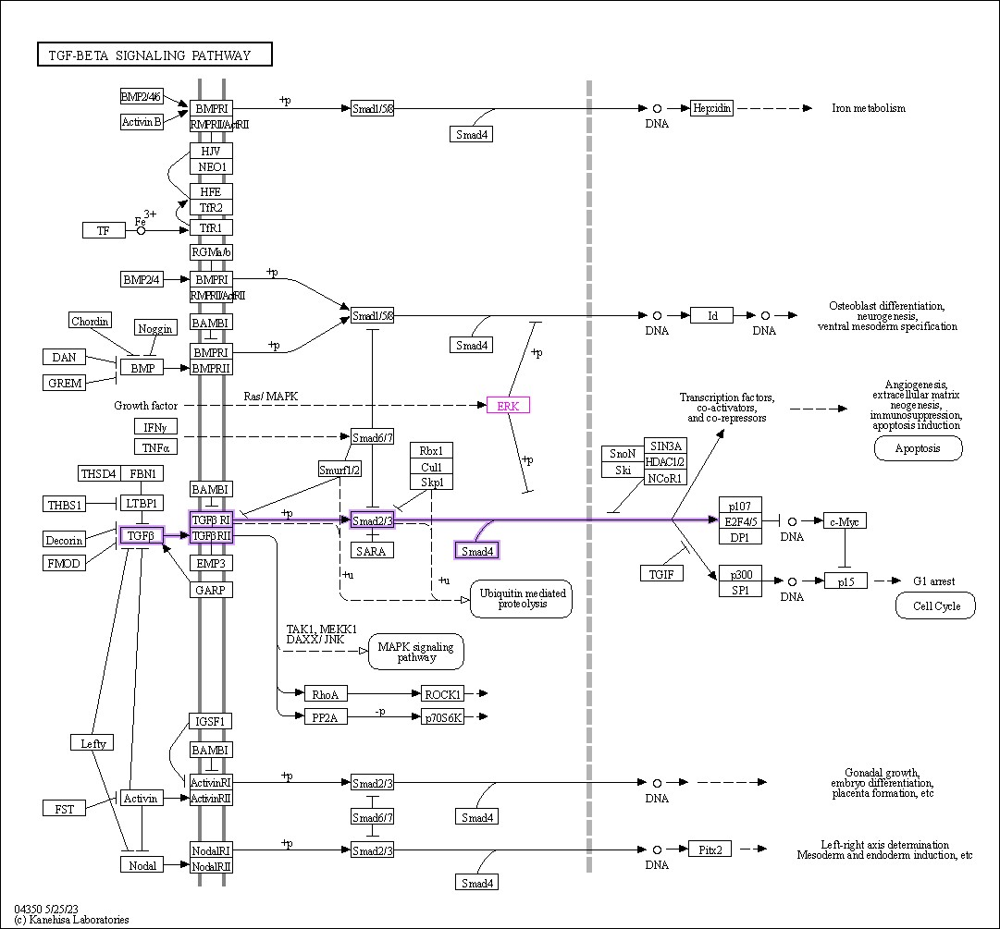 TGF-BETA SIGNALING PATHWAY
BMP2/4/6
Activin B
BMPRI
BMPRII/ActRII
+p
Smad1/5/8
Smad4
DNA
Hepcidin
Iron metabolism
HJV
NEO1
HFE
TfR2
TF
Fe
3+
TfR1
RGMa/b
BMP2/4
BMPRI
BMPRII/ActRII
+p
Smad1/5/8
Smad4
DNA
Id
DNA
Osteoblast differentiation,
neurogenesis,
ventral mesoderm specification
Chordin
Noggin
BAMBI
DAN
GREM
BMP
BMPRI
BMPRII
+p
+p
Growth factor
Ras/ MAPK
ERK
+p
IFNγ
TNFα
Smad6/7
Smurf1/2
Rbx1
Cul1
Skp1
SnoN
Ski
SIN3A
HDAC1/2
NCoR1
Transcription factors,
co-activators,
and co-repressors
Angiogenesis,
extracellular matrix
neogenesis,
immunosuppression,
apoptosis induction
Apoptosis
THSD4
FBN1
THBS1
LTBP1
BAMBI
Decorin
FMOD
TGFβ
TGFβ RI
TGFβRII
+p
Smad2/3
SARA
Smad4
EMP3
GARP
+u
+u
Ubiquitin mediated
proteolysis
TGIF
p107
E2F4/5
DP1
DNA
c-Myc
p300
SP1
DNA
p15
G1 arrest
Cell Cycle
TAK1, MEKK1
DAXX/ JNK
MAPK signaling
pathway
RhoA
ROCK1
PP2A
-p
p70S6K
Lefty
IGSF1
BAMBI
FST
Activin
ActivinRI
ActivinRII
+p
Smad2/3
Smad4
DNA
Gonadal growth,
embryo differentiation,
placenta formation, etc
Smad6/7
Nodal
NodalRI
NodalRII
+p
Smad2/3
Smad4
DNA
Pitx2
Left-right axis determination
Mesoderm and endoderm induction, etc
04350 5/25/23
(c) Kanehisa Laboratories